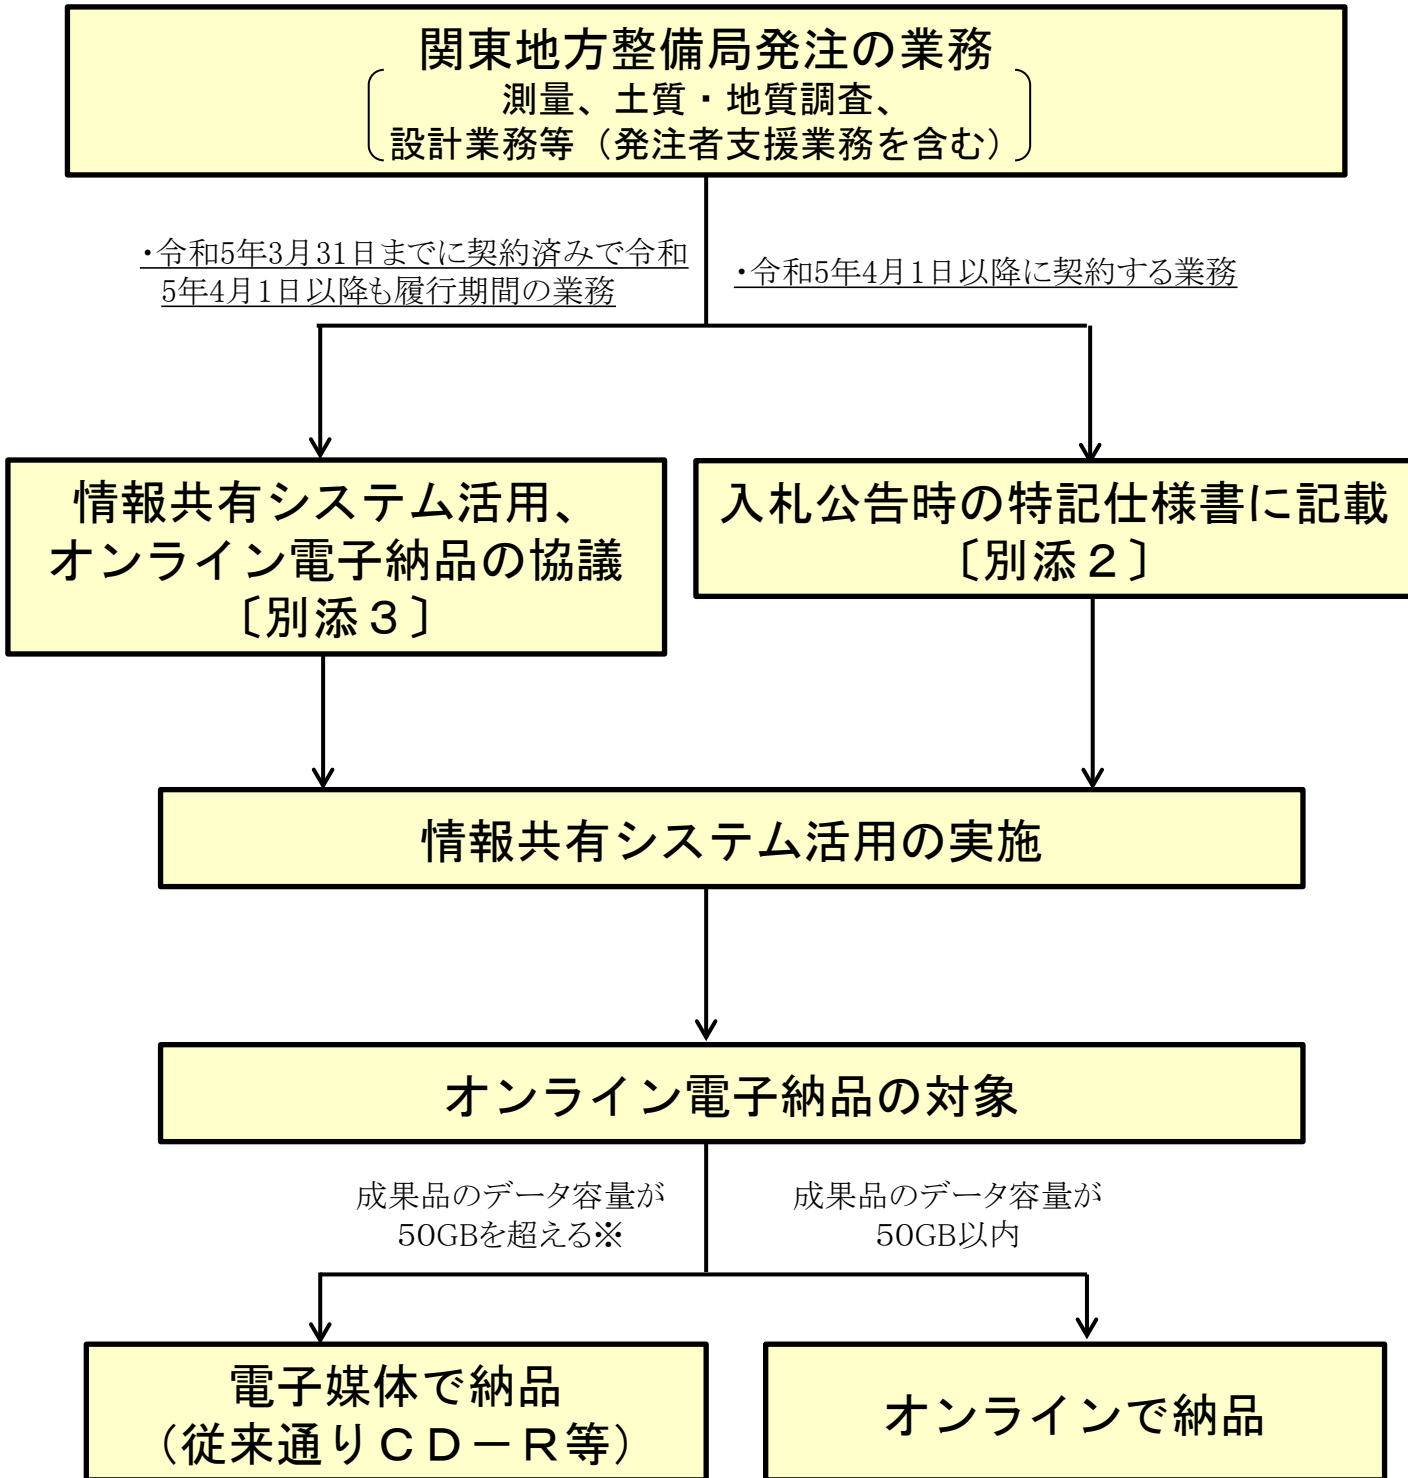 関東地方整備局発注の業務
測量、土質・地質調査、
設計業務等（発注者支援業務を含む）
・令和5年3月31日までに契約済みで令和
5年4月1日以降も履行期間の業務
・令和5年4月1日以降に契約する業務
情報共有システム活用、
オンライン電子納品の協議
〔別添３〕
入札公告時の特記仕様書に記載
〔別添２〕
情報共有システム活用の実施
オンライン電子納品の対象
成果品のデータ容量が
50GBを超える※
成果品のデータ容量が
50GB以内
電子媒体で納品
（従来通りＣＤ－Ｒ等）
オンラインで納品